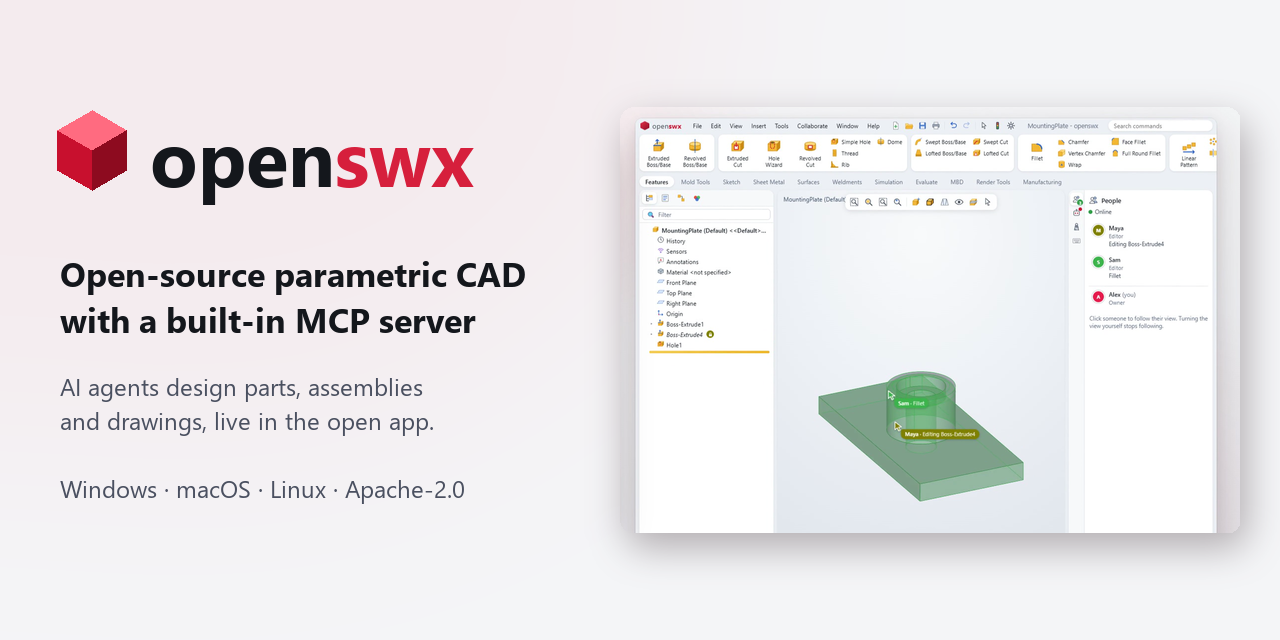 openswx
Open-source parametric CAD
with a built-in MCP server
AI agents design parts, assemblies
and drawings, live in the open app.
Windows · macOS · Linux · Apache-2.0
openswx File Edit View Insert Tools Collaborate Window Help MountingPlate - openswx Search commands
Extruded Boss/Base
Revolved Boss/Base
Extruded Cut
Hole Wizard
Revolved Cut
Simple Hole
Thread
Rib
Dome
Swept Boss/Base
Lofted Boss/Base
Swept Cut
Lofted Cut
Fillet
Chamfer
Vertex Chamfer
Wrap
Face Fillet
Full Round Fillet
Linear Pattern
Features Mold Tools Sketch Sheet Metal Surfaces Weldments Simulation Evaluate MBD Render Tools Manufacturing
Filter
MountingPlate (Default) <<Default>...
History
Sensors
Annotations
Material <not specified>
Front Plane
Top Plane
Right Plane
Origin
Boss-Extrude1
Boss-Extrude4
Hole1
MountingPlate (Default
Sam · Fillet
Maya · Editing Boss-Extrude4
People
Online
M Maya
Editor
Editing Boss-Extrude4
S Sam
Editor
Fillet
A Alex (you)
Owner
Click someone to follow their view. Turning the
view yourself stops following.